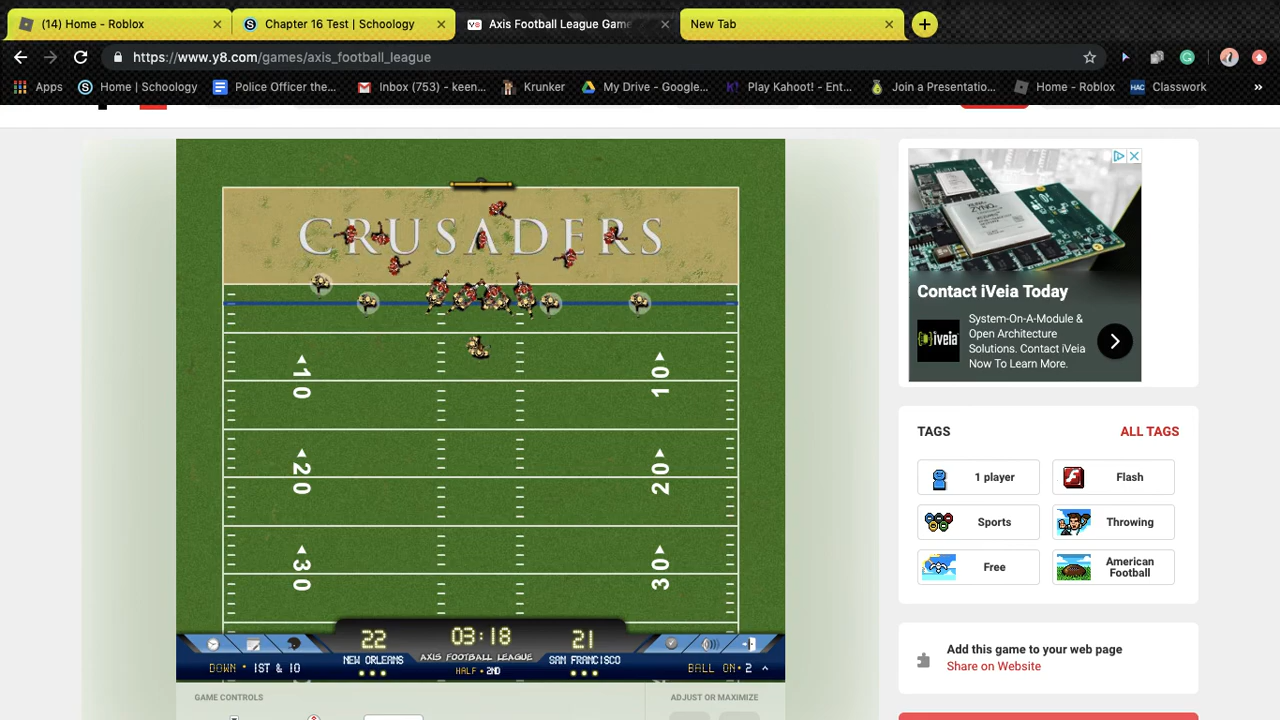 (14) Home - Roblox
Chapter 16 Test | Schoology
Axis Football League Game
New Tab
https://www.y8.com/games/axis_football_league
Apps
Home | Schoology
Police Officer the...
Inbox (753) - keen...
Krunker
My Drive - Google...
Play Kahoot! - Ent...
Join a Presentatio...
Home - Roblox
HAC
Classwork
»
CRUSADERS
10
10
20
20
30
30
22
03:18
21
NEW ORLEANS
AXIS FOOTBALL LEAGUE
SAN FRANCISCO
DOWN • 1ST & 10
HALF • 2ND
BALL ON • 2
GAME CONTROLS
ADJUST OR MAXIMIZE
Contact iVeia Today
iveia
System-On-A-Module &
Open Architecture
Solutions. Contact iVeia
Now To Learn More.
TAGS
ALL TAGS
1 player
Flash
Sports
Throwing
Free
American
Football
Add this game to your web page
Share on Website